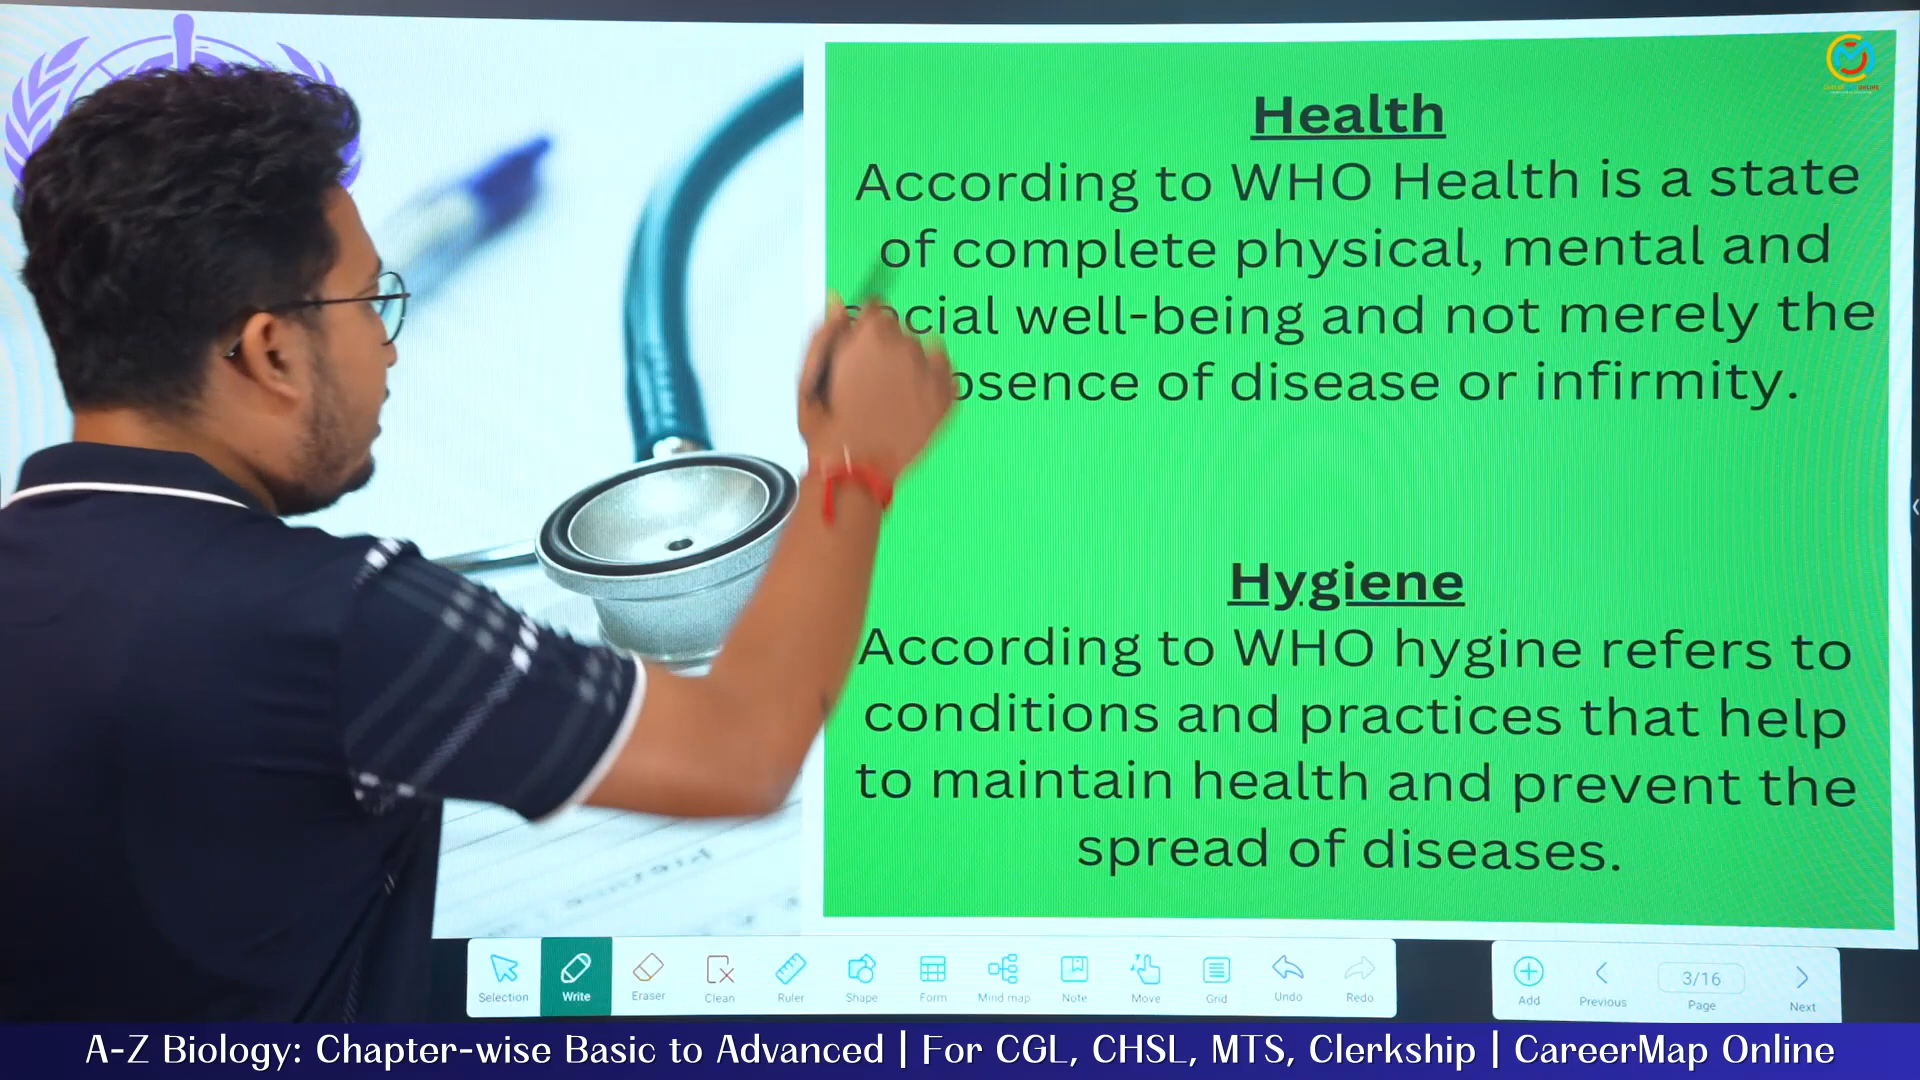 Health
According to WHO Health is a state
of complete physical, mental and
social well-being and not merely the
of disease or infirmity.
Hygiene
According to WHO hygine refers to
conditions and practices that help
to maintain health and prevent the
spread of diseases.
Selection
Write
Eraser
Clean
Ruler
Shape
Form
Mind map
Note
Move
Grid
Undo
Redo
Add
Previous
3/16
Page
Next
A-Z Biology: Chapter-wise Basic to Advanced | For CGL, CHSL, MTS, Clerkship | CareerMap Online